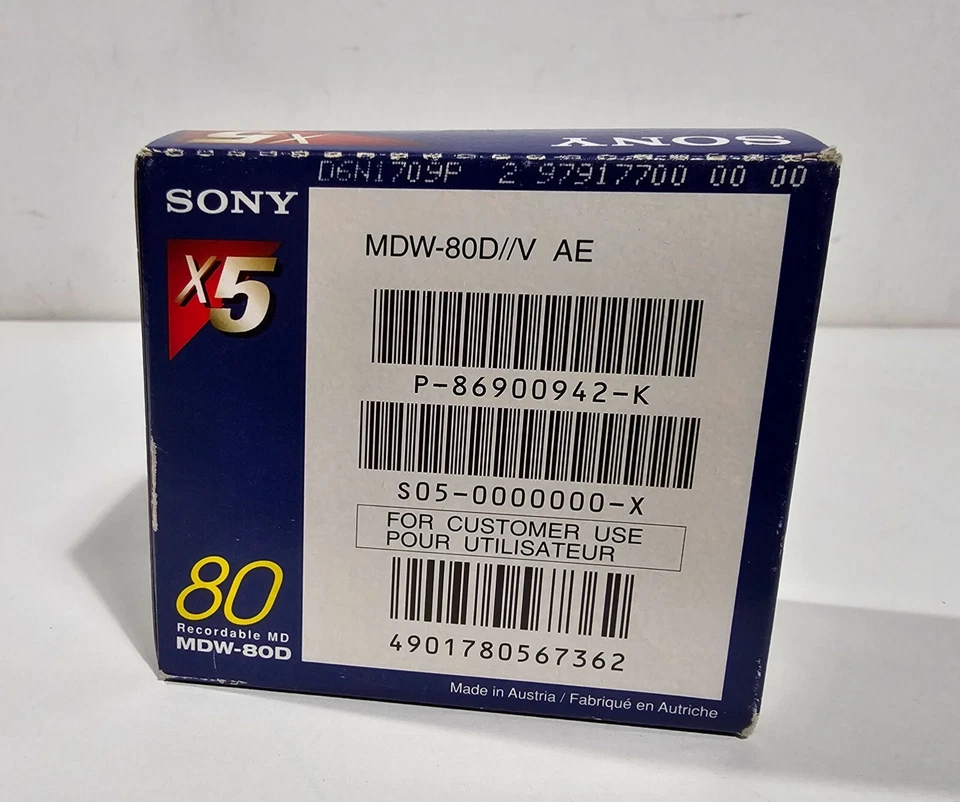 X5 SONY
D6N1709P 2 97917700 00 00
SONY
X5
MDW-80D//V AE
P-86900942-K
S05-0000000-X
FOR CUSTOMER USE
POUR UTILISATEUR
4901780567362
80
Recordable MD
MDW-80D
Made in Austria / Fabriqué en Autriche